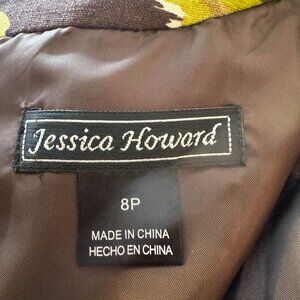 Jessica Howard
8P
MADE IN CHINA
HECHO EN CHINA